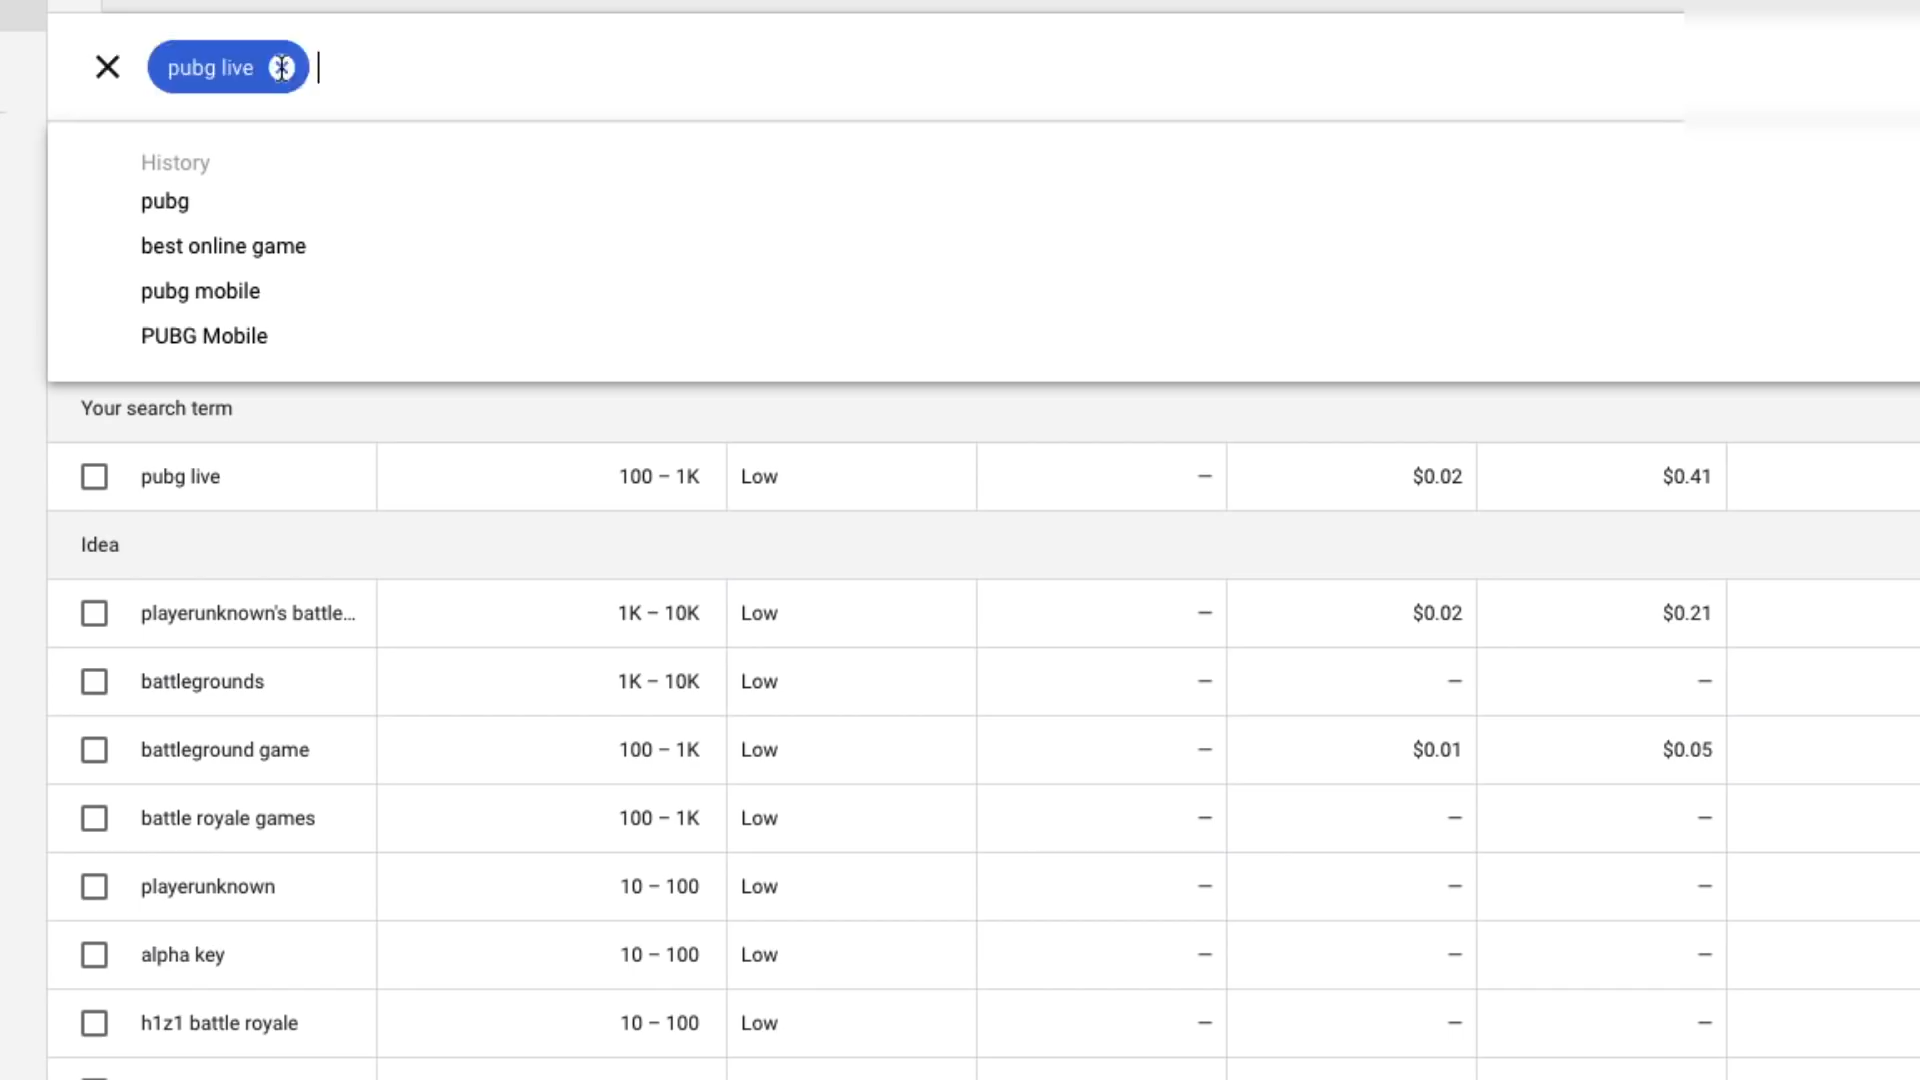 pubg live
History
pubg
best online game
pubg mobile
PUBG Mobile
Your search term
pubg live 100 – 1K Low – $0.02 $0.41
Idea
playerunknown's battle... 1K – 10K Low – $0.02 $0.21
battlegrounds 1K – 10K Low – – –
battleground game 100 – 1K Low – $0.01 $0.05
battle royale games 100 – 1K Low – – –
playerunknown 10 – 100 Low – – –
alpha key 10 – 100 Low – – –
h1z1 battle royale 10 – 100 Low – – –